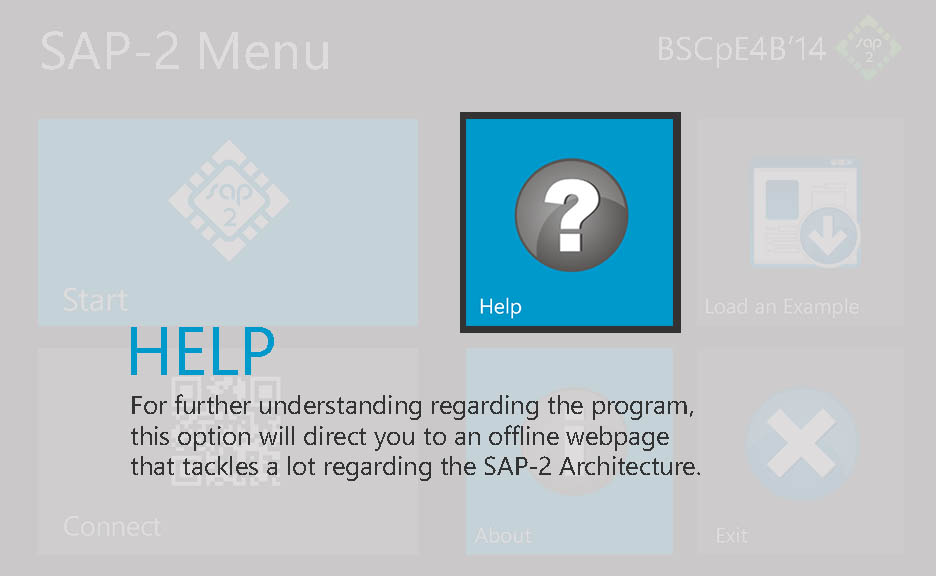 SAP-2 Menu
BSCpE4B'14
sap
2
sap
2
Start
Help
Load an Example
HELP
For further understanding regarding the program,
this option will direct you to an offline webpage
that tackles a lot regarding the SAP-2 Architecture.
Connect
About
Exit